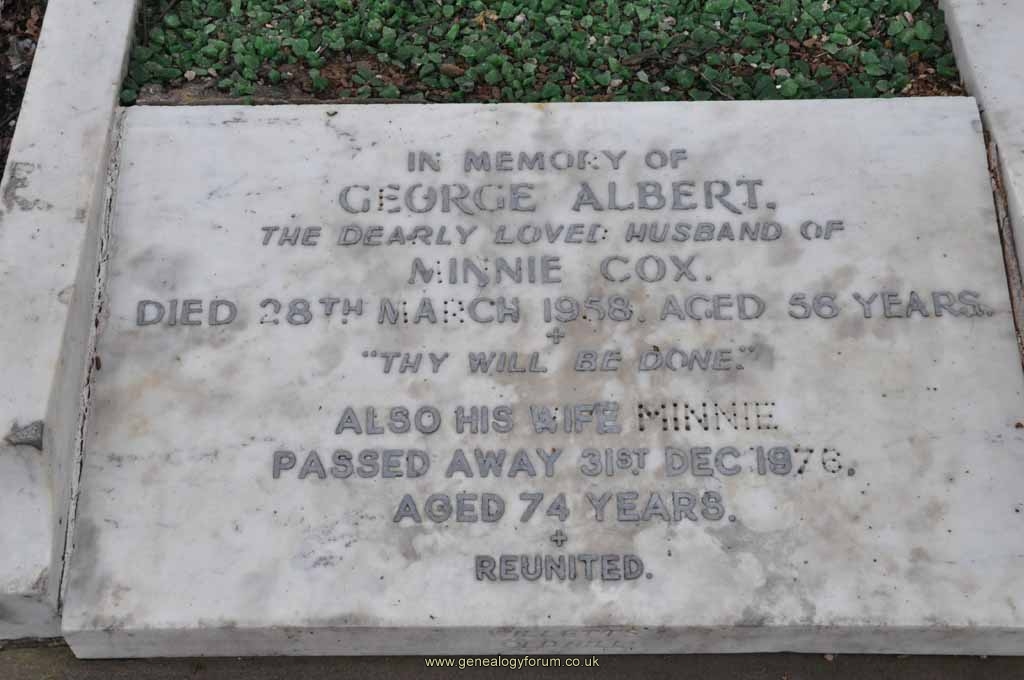 IN MEMORY OF
GEORGE ALBERT.
THE DEARLY LOVED HUSBAND OF
MINNIE COX.
DIED 28TH MARCH 1958. AGED 56 YEARS.
+
"THY WILL BE DONE."
ALSO HIS WIFE MINNIE
PASSED AWAY 31ST DEC 1976.
AGED 74 YEARS.
+
REUNITED.
www.genealogyforum.co.uk